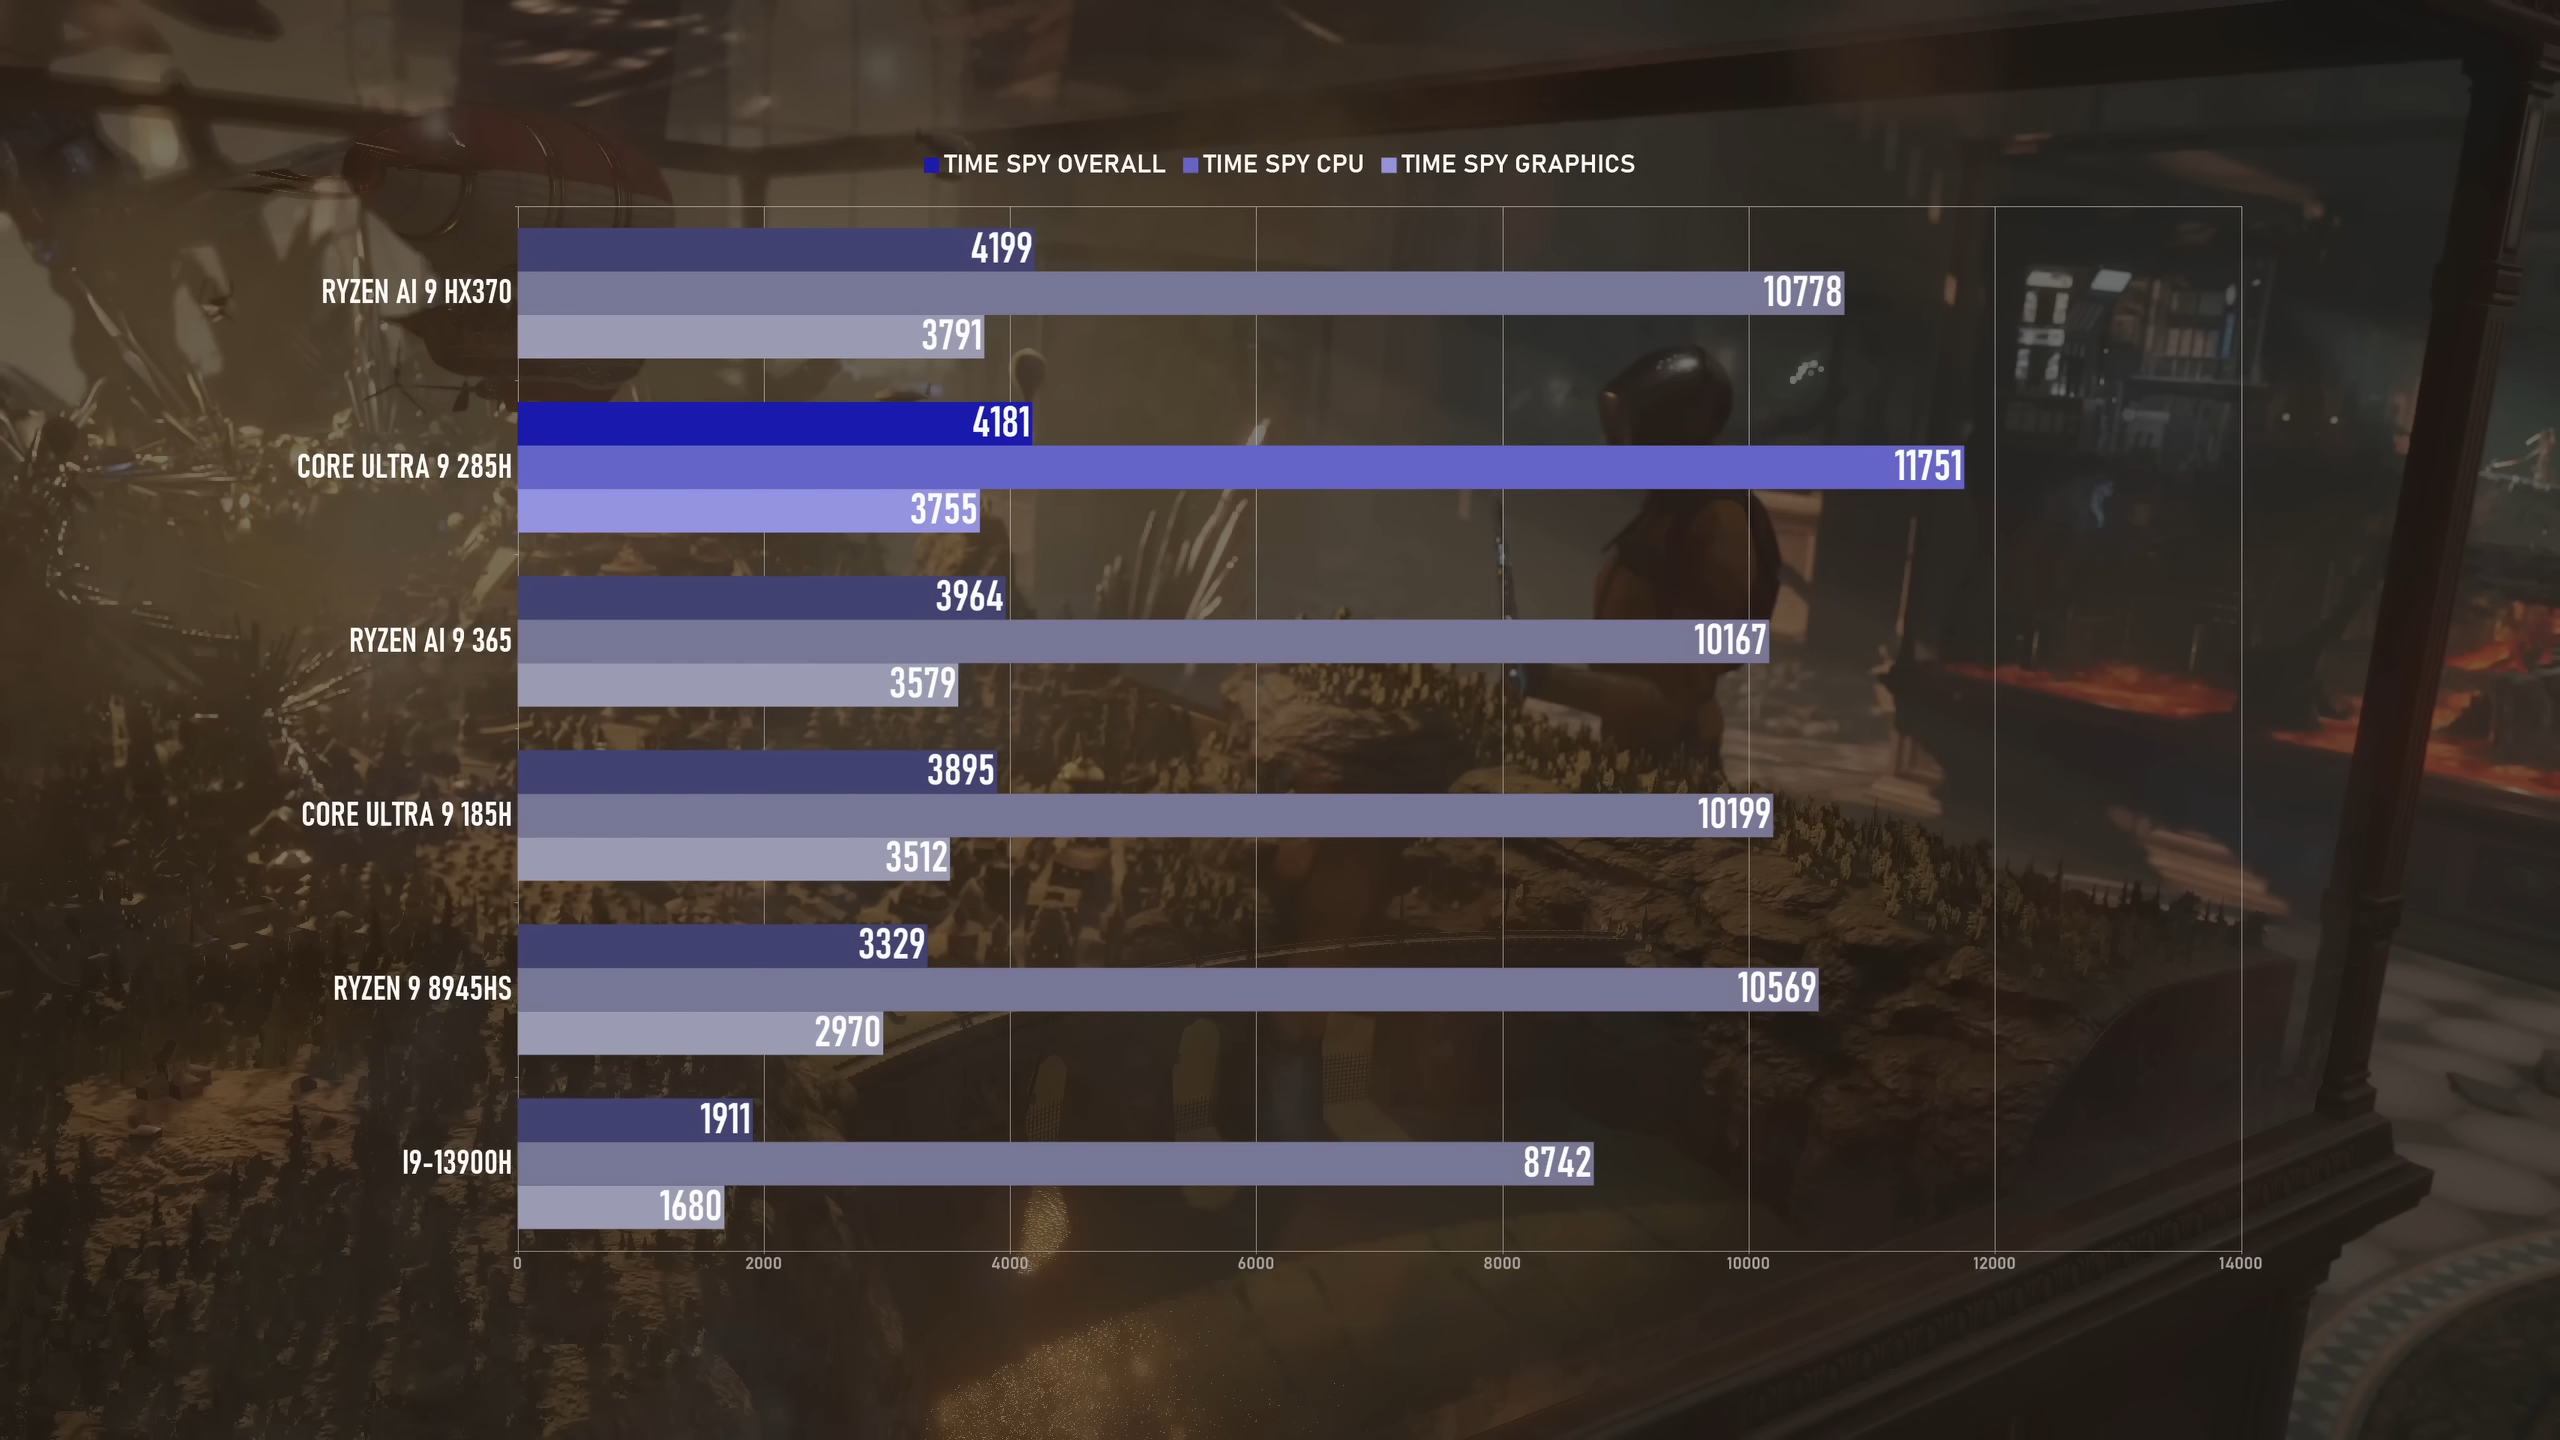 TIME SPY OVERALL TIME SPY CPU TIME SPY GRAPHICS
4199
RYZEN AI 9 HX370 10778
3791
4181
CORE ULTRA 9 285H 11751
3755
3964
RYZEN AI 9 365 10167
3579
3895
CORE ULTRA 9 185H 10199
3512
3329
RYZEN 9 8945HS 10569
2970
1911
I9-13900H 8742
1680
0 2000 4000 6000 8000 10000 12000 14000